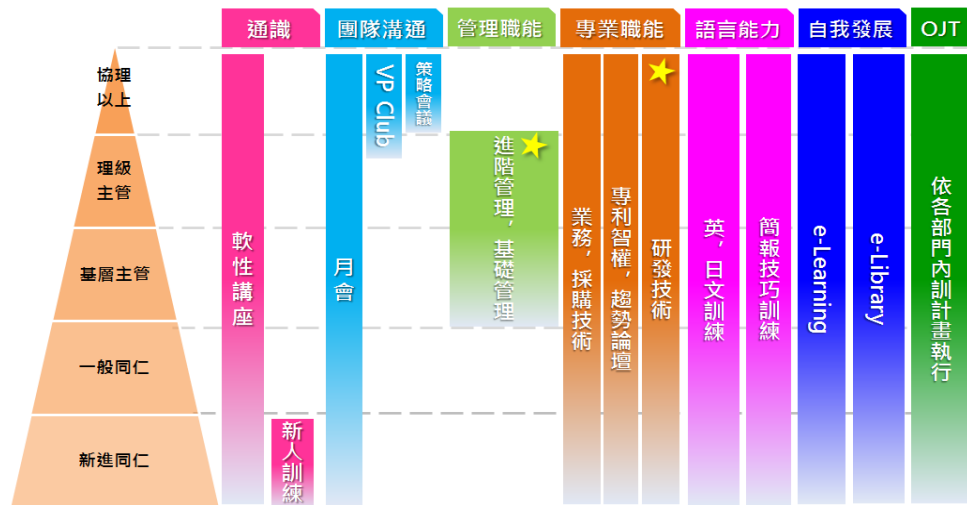 通識
團隊溝通
管理職能
專業職能
語言能力
自我發展
OJT
協理
以上
理級
主管
基層主管
一般同仁
新進同仁
軟性講座
新人訓練
月會
VP Club
策略會議
進階管理，基礎管理
業務，採購技術
專利智權，趨勢論壇
研發技術
英，日文訓練
簡報技巧訓練
e-Learning
e-Library
依各部門內訓計畫執行